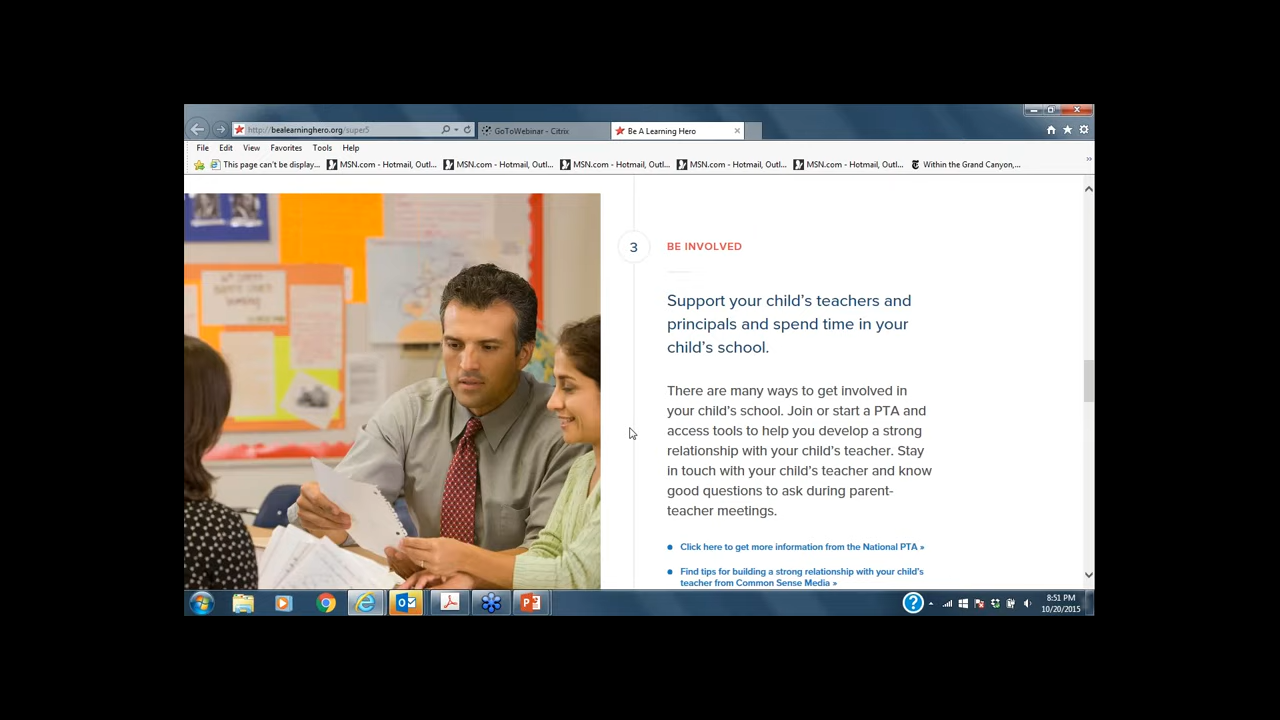 http://bealearninghero.org/super5
GoToWebinar - Citrix
Be A Learning Hero
File Edit View Favorites Tools Help
This page can't be display... MSN.com - Hotmail, Outl... MSN.com - Hotmail, Outl... MSN.com - Hotmail, Outl... MSN.com - Hotmail, Outl... MSN.com - Hotmail, Outl... Within the Grand Canyon,...
3
BE INVOLVED
Support your child's teachers and
principals and spend time in your
child's school.
There are many ways to get involved in
your child's school. Join or start a PTA and
access tools to help you develop a strong
relationship with your child's teacher. Stay
in touch with your child's teacher and know
good questions to ask during parent-
teacher meetings.
Click here to get more information from the National PTA »
Find tips for building a strong relationship with your child's
teacher from Common Sense Media »
8:51 PM
10/20/2015